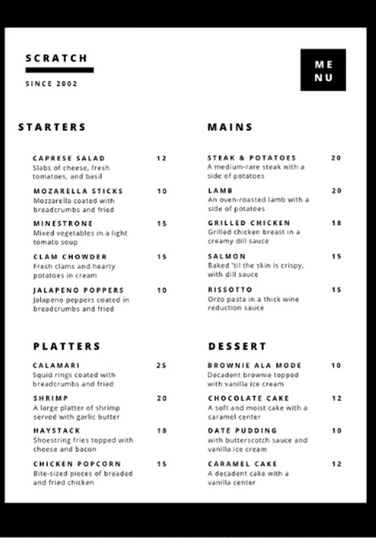 SCRATCH
SINCE 2002
ME
NU
STARTERS
CAPRESE SALAD 12
Slabs of cheese, fresh
tomatoes, and basil
MOZARELLA STICKS 10
Mozzarella coated with
breadcrumbs and fried
MINESTRONE 15
Mixed vegetables in a light
tomato soup
CLAM CHOWDER 15
Fresh clams and hearty
potatoes in cream
JALAPENO POPPERS 10
Jalapeno peppers coated in
breadcrumbs and fried
MAINS
STEAK & POTATOES 20
A medium-rare steak with a
side of potatoes
LAMB 20
An oven-roasted lamb with a
side of potatoes
GRILLED CHICKEN 18
Grilled chicken breast in a
creamy dill sauce
SALMON 15
Baked 'til the skin is crispy,
with dill sauce
RISSOTTO 15
Orzo pasta in a thick wine
reduction sauce
PLATTERS
CALAMARI 25
Squid rings coated with
breadcrumbs and fried
SHRIMP 20
A large platter of shrimp
served with garlic butter
HAYSTACK 18
Shoestring fries topped with
cheese and bacon
CHICKEN POPCORN 15
Bite-sized pieces of breaded
and fried chicken
DESSERT
BROWNIE ALA MODE 10
Decadent brownie topped
with vanilla ice cream
CHOCOLATE CAKE 12
A soft and moist cake with a
caramel center
DATE PUDDING 10
with butterscotch sauce and
vanilla ice cream
CARAMEL CAKE 12
A decadent cake with a
vanilla center